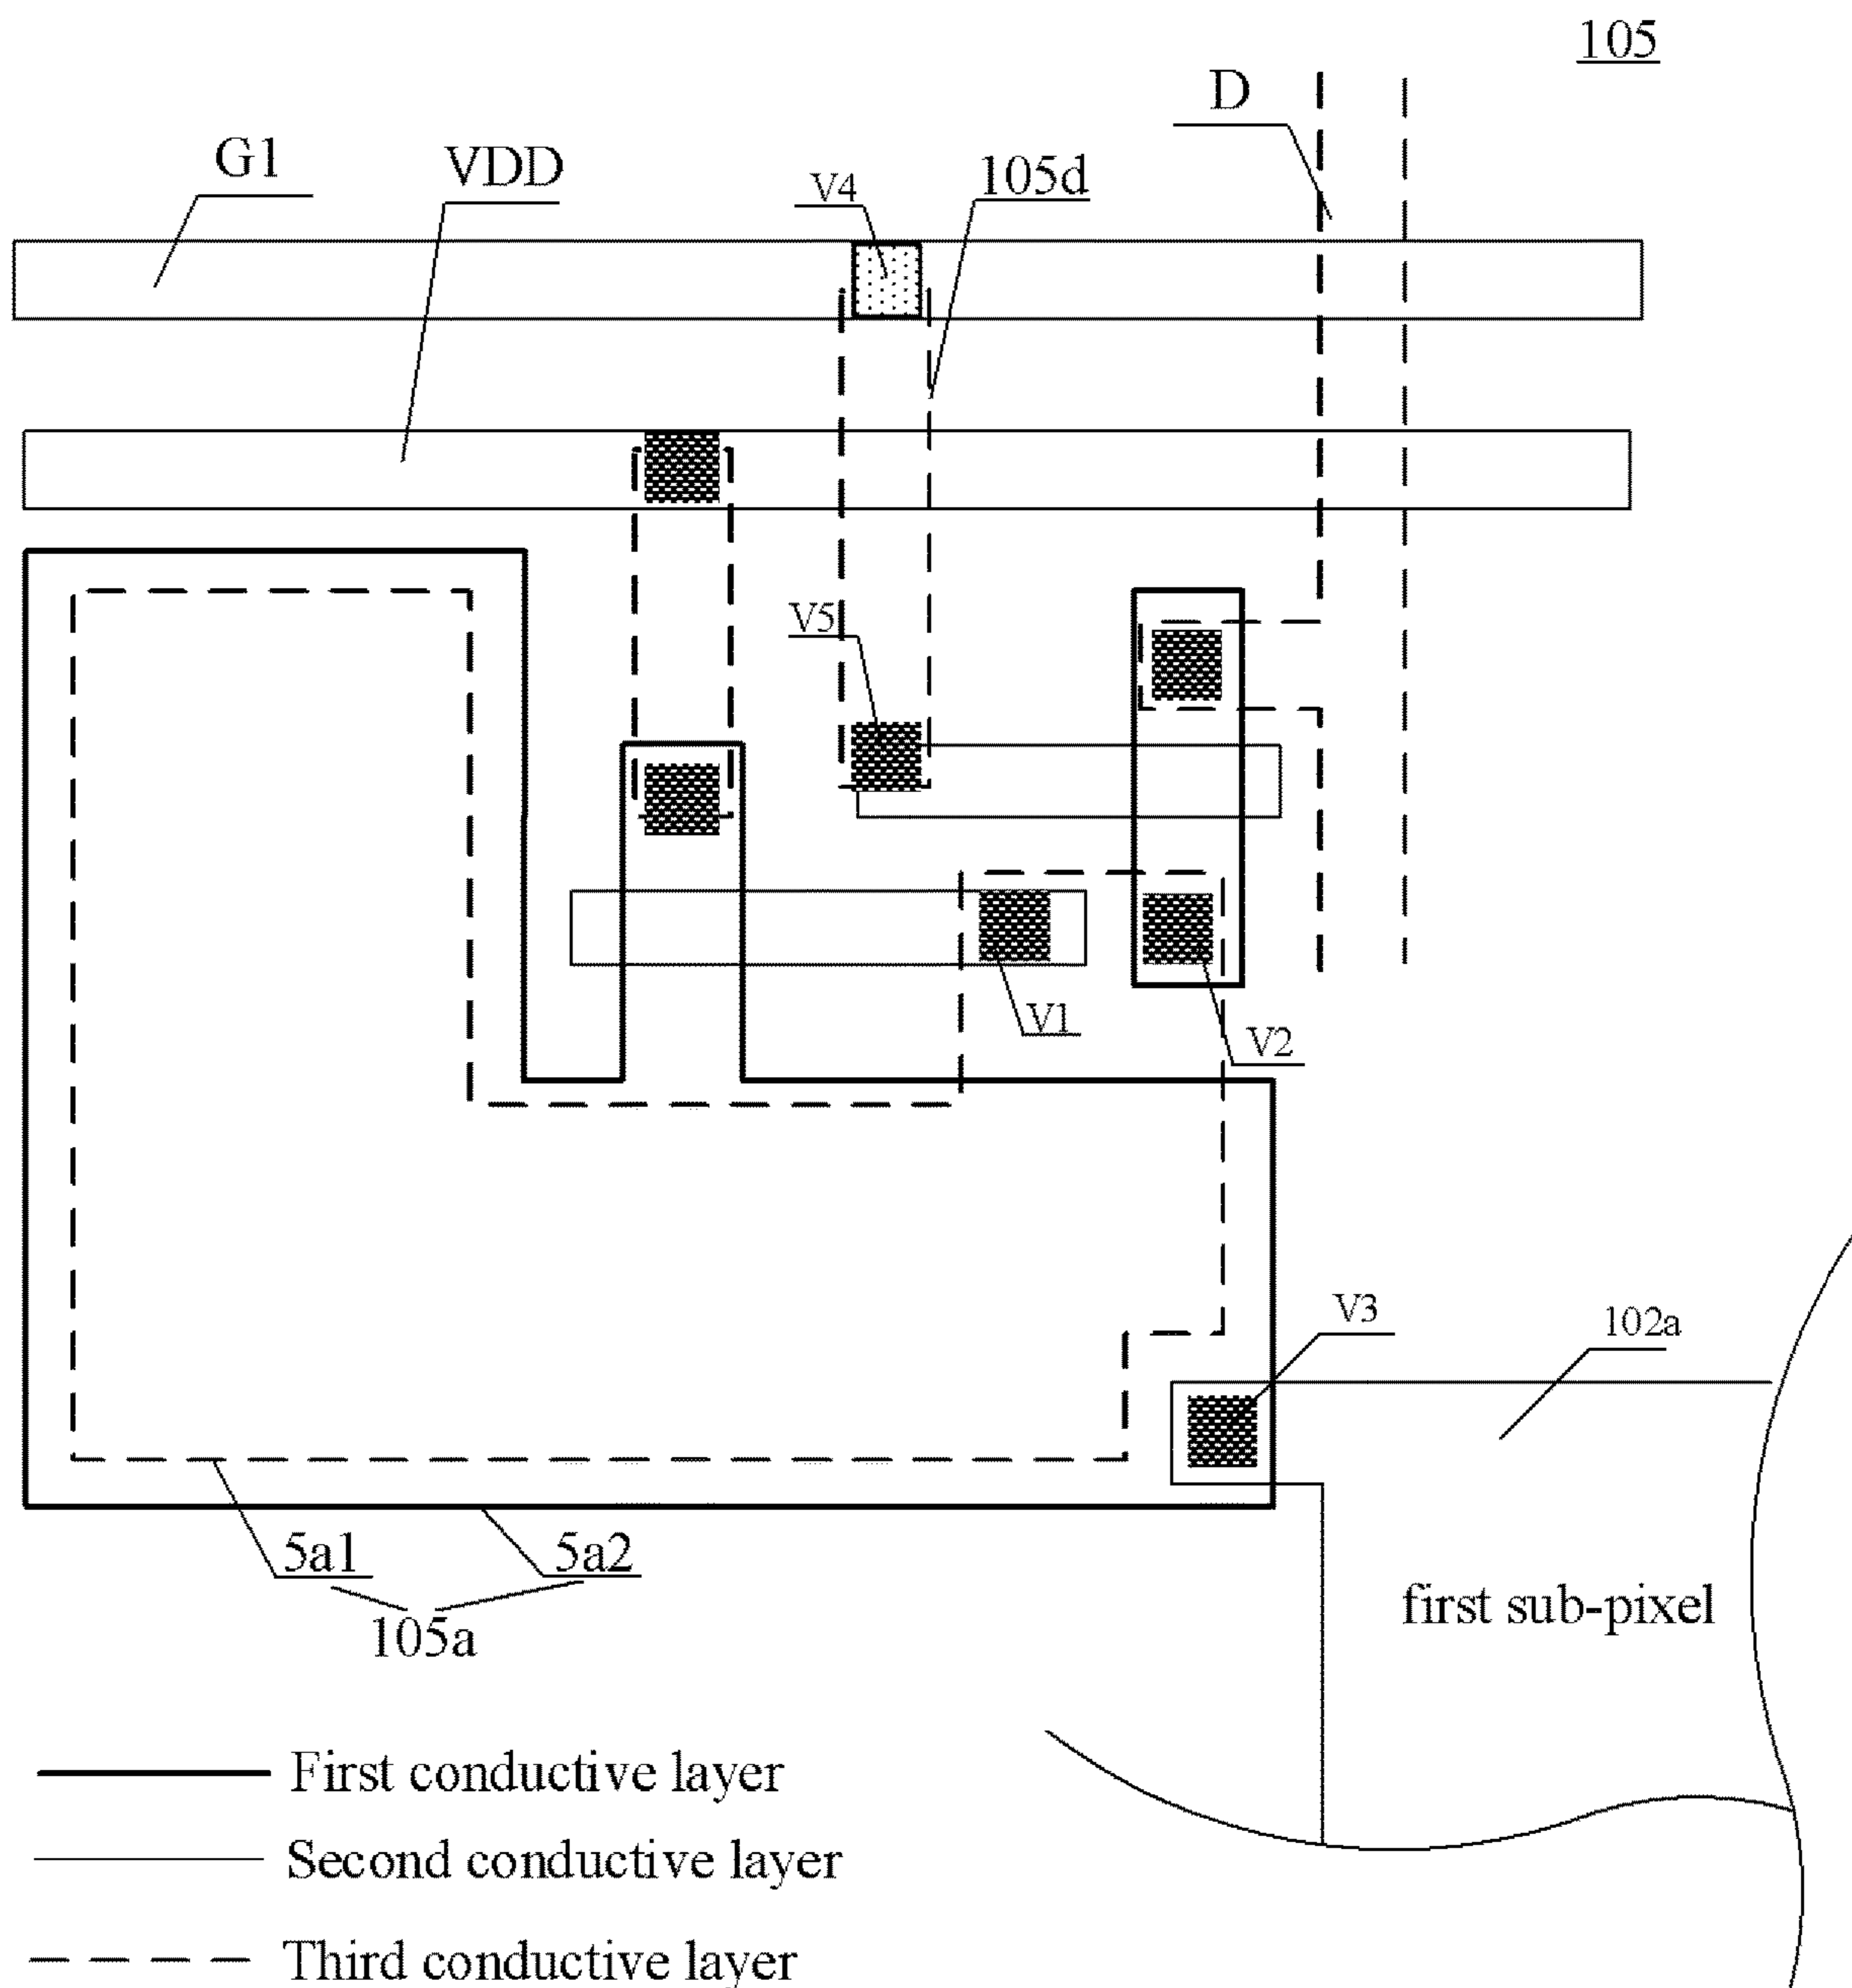 105
D
G1
VDD
V4
105d
V5
V1
V2
V3
102a
5a1
5a2
105a
first sub-pixel
First conductive layer
Second conductive layer
Third conductive layer